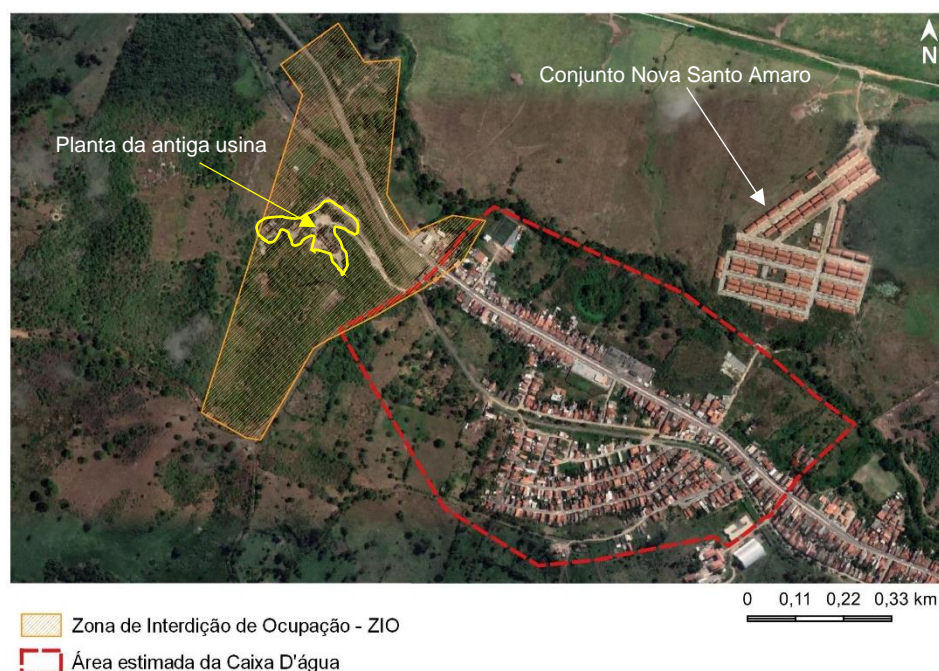 N
Conjunto Nova Santo Amaro
Planta da antiga usina
0 0,11 0,22 0,33 km
Zona de Interdição de Ocupação - ZIO
Área estimada da Caixa D'água